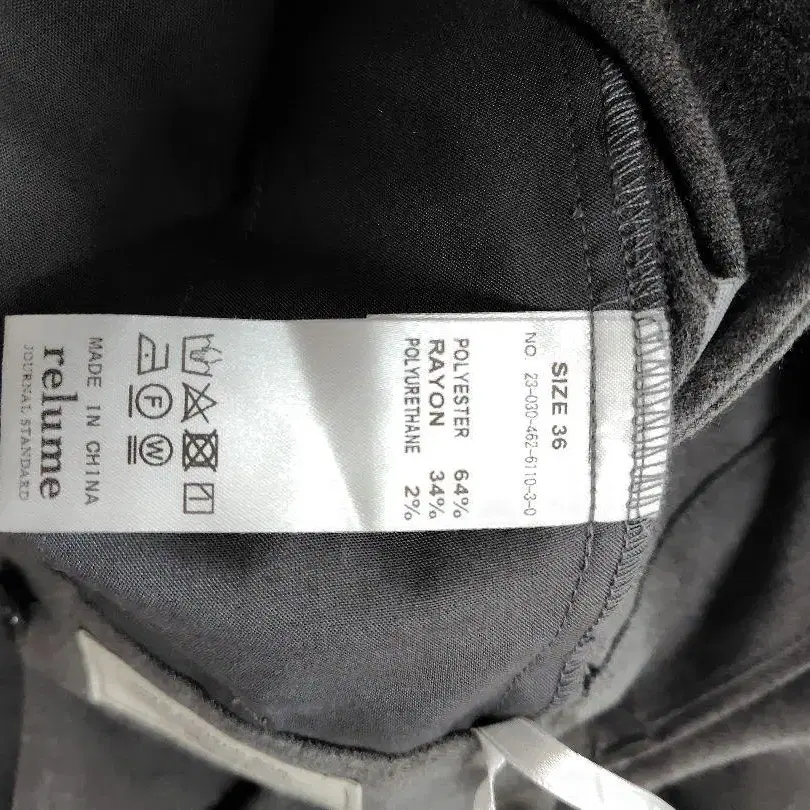 SIZE 36
NO 23-030-462-6110-3-0
POLYESTER 64%
RAYON 34%
POLYURETHANE 2%
F W
MADE IN CHINA
relume
JOURNAL STANDARD